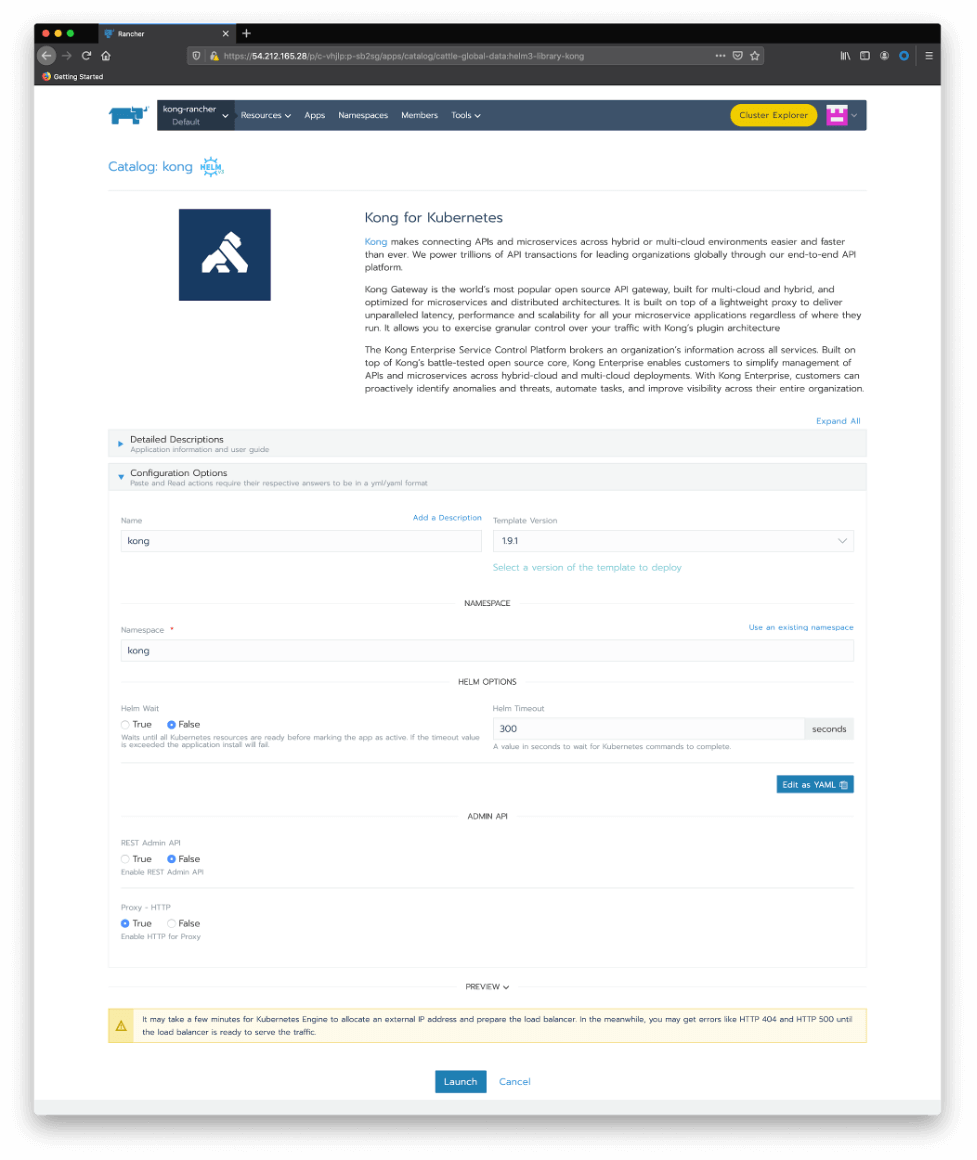 Rancher
https://54.212.165.28/p/c-vhjlp:p-sb2sg/apps/catalog/cattle-global-data:helm3-library-kong
Getting Started
kong-rancher
Default
Resources
Apps
Namespaces
Members
Tools
Cluster Explorer
Catalog: kong
HELM
Kong for Kubernetes
Kong makes connecting APIs and microservices across hybrid or multi-cloud environments easier and faster
than ever. We power trillions of API transactions for leading organizations globally through our end-to-end API
platform.
Kong Gateway is the world's most popular open source API gateway, built for multi-cloud and hybrid, and
optimized for microservices and distributed architectures. It is built on top of a lightweight proxy to deliver
unparalleled latency, performance and scalability for all your microservice applications regardless of where they
run. It allows you to exercise granular control over your traffic with Kong's plugin architecture
The Kong Enterprise Service Control Platform brokers an organization's information across all services. Built on
top of Kong's battle-tested open source core, Kong Enterprise enables customers to simplify management of
APIs and microservices across hybrid-cloud and multi-cloud deployments. With Kong Enterprise, customers can
proactively identify anomalies and threats, automate tasks, and improve visibility across their entire organization.
Expand All
Detailed Descriptions
Application information and user guide
Configuration Options
Paste and Read actions require their respective answers to be in a yml/yaml format
Name
Add a Description
kong
Template Version
1.9.1
Select a version of the template to deploy
NAMESPACE
Namespace *
Use an existing namespace
kong
HELM OPTIONS
Helm Wait
True False
Waits until all Kubernetes resources are ready before marking the app as active. If the timeout value
is exceeded the application install will fail.
Helm Timeout
300 seconds
A value in seconds to wait for Kubernetes commands to complete.
Edit as YAML
ADMIN API
REST Admin API
True False
Enable REST Admin API
Proxy - HTTP
True False
Enable HTTP for Proxy
PREVIEW
It may take a few minutes for Kubernetes Engine to allocate an external IP address and prepare the load balancer. In the meanwhile, you may get errors like HTTP 404 and HTTP 500 until
the load balancer is ready to serve the traffic.
Launch Cancel